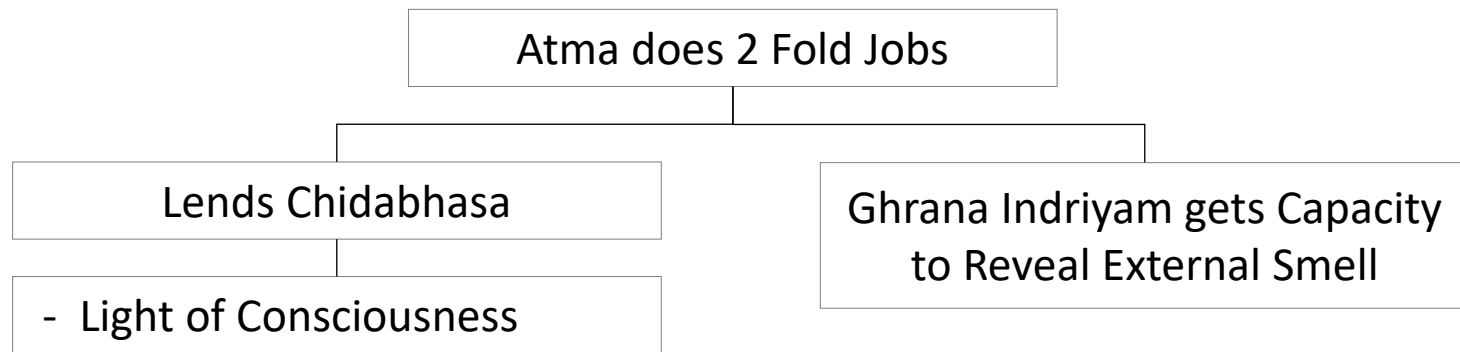 Atma does 2 Fold Jobs
Lends Chidabhasa
- Light of Consciousness
Ghrana Indriyam gets Capacity
to Reveal External Smell